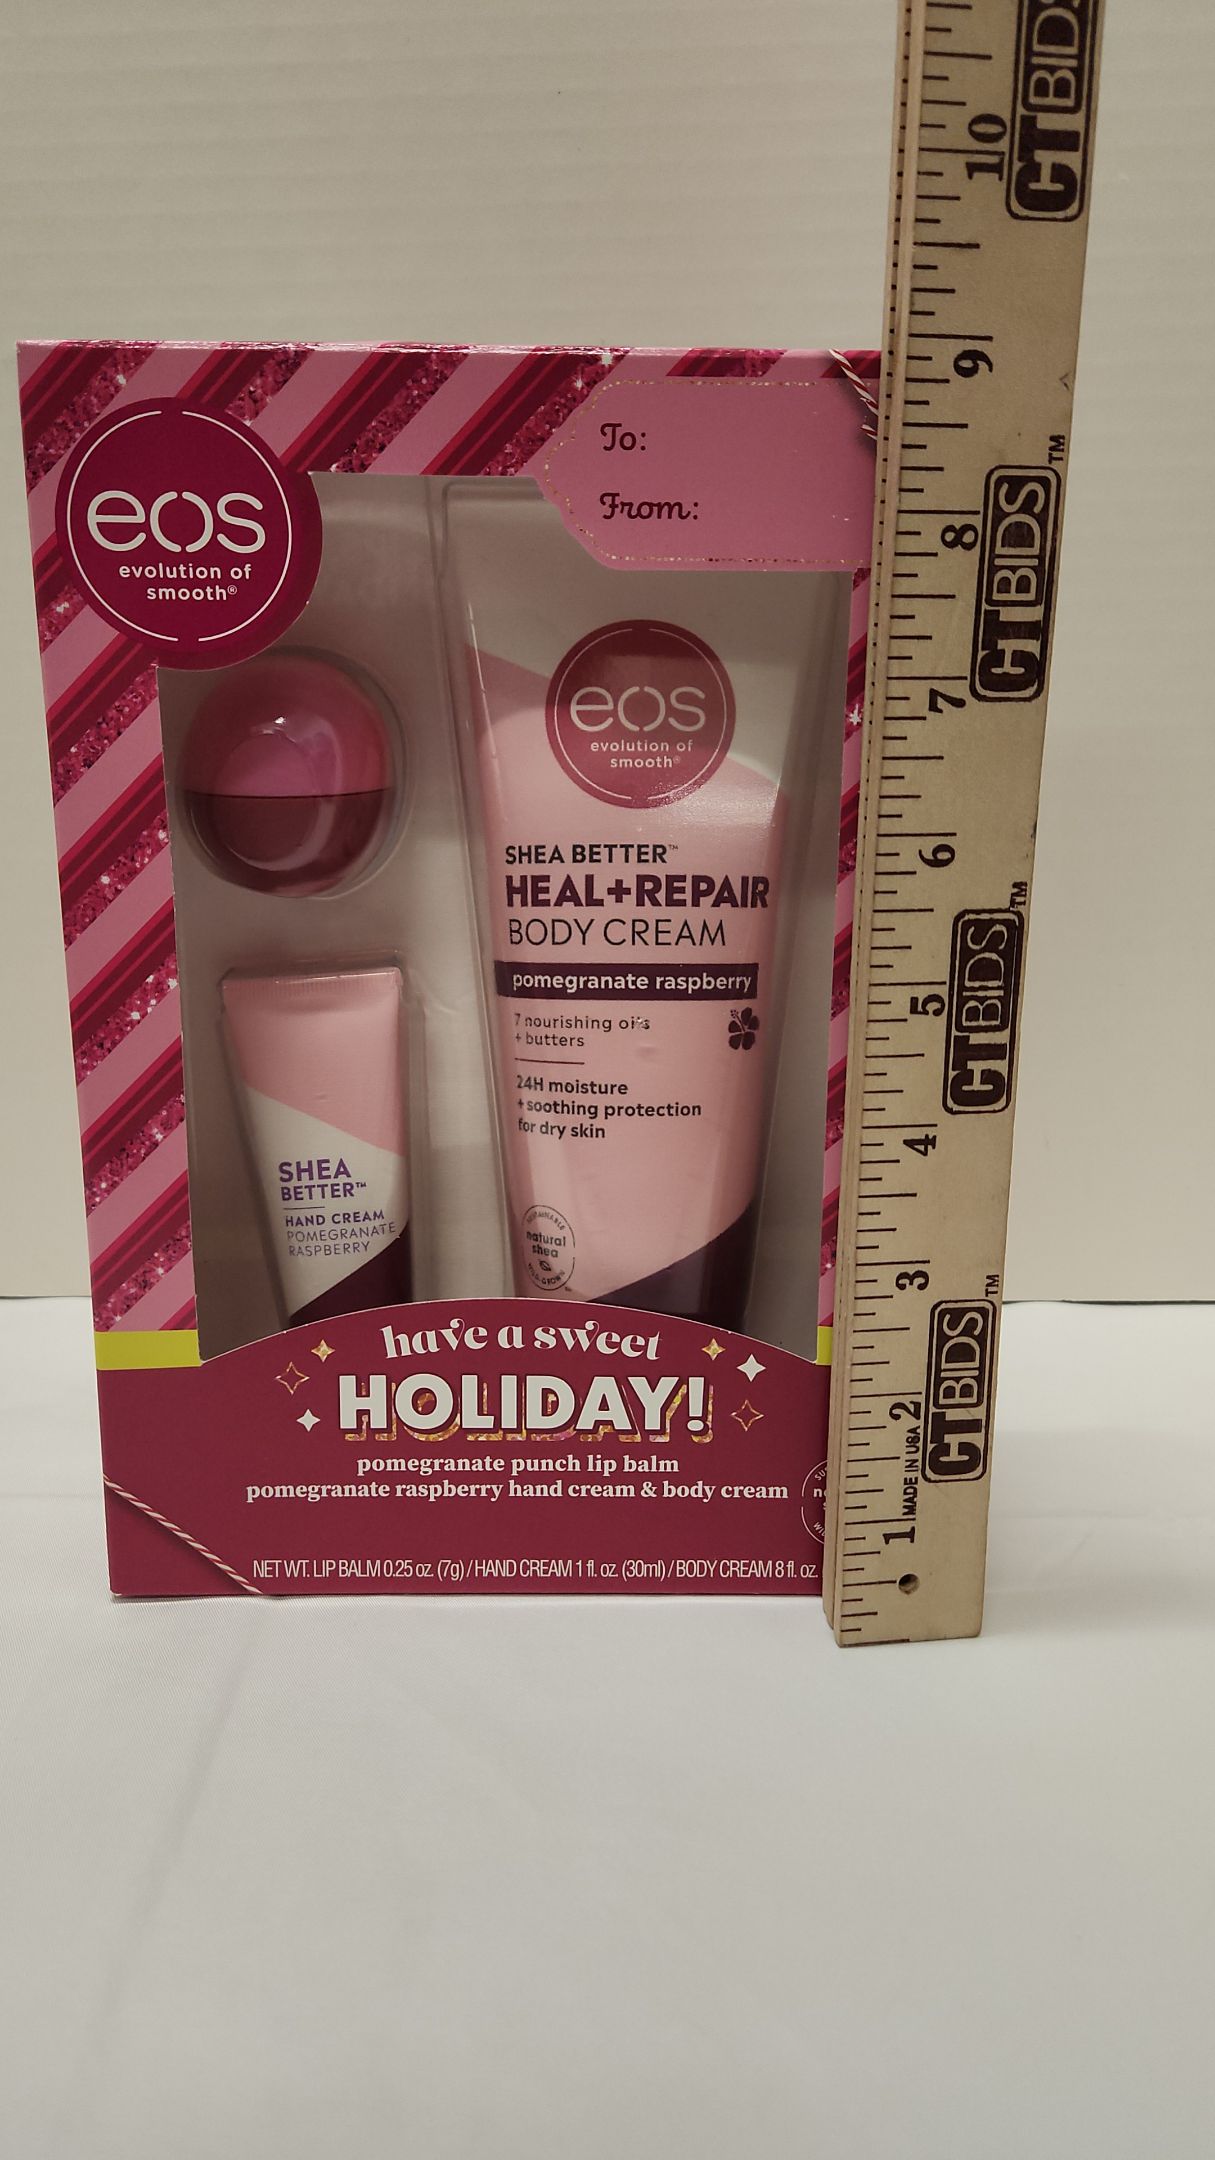 To:
From:
eos
evolution of
smooth®
eos
evolution of
smooth®
SHEA BETTER™
HEAL+REPAIR
BODY CREAM
pomegranate raspberry
7 nourishing oils
+ butters
24H moisture
+soothing protection
for dry skin
natural
shea
SHEA
BETTER™
HAND CREAM
POMEGRANATE
RASPBERRY
have a sweet
HOLIDAY!
pomegranate punch lip balm
pomegranate raspberry hand cream & body cream
NET WT. LIP BALM 0.25 oz. (7g) / HAND CREAM 1 fl. oz. (30ml) / BODY CREAM 8 fl. oz.
CTBIDS
10
9
CTBIDS™
8
7
6
CTBIDS™
5
4
3
CTBIDS™
2
MADE IN USA
1